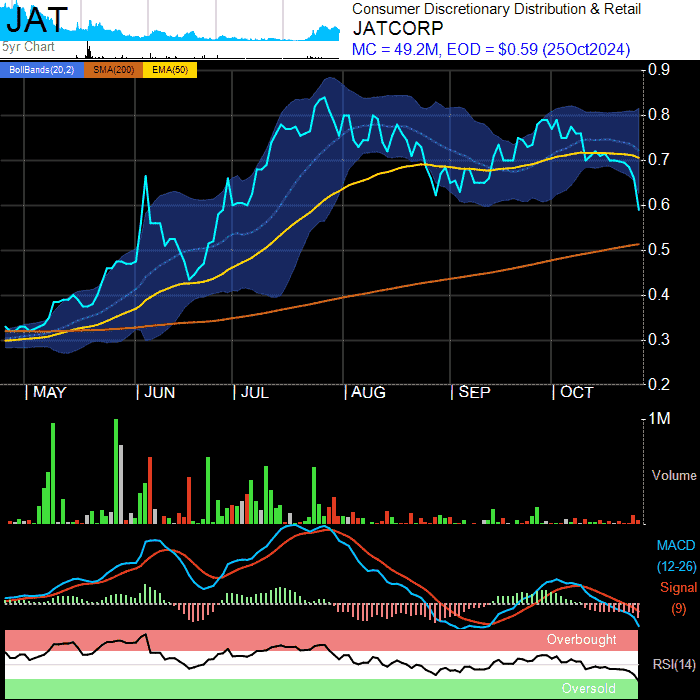 JAT
5yr Chart
Consumer Discretionary Distribution & Retail
JATCORP
MC = 49.2M, EOD = $0.59 (25Oct2024)
BollBands(20,2) SMA(200) EMA(50)
0.9
0.8
0.7
0.6
0.5
0.4
0.3
0.2
MAY JUN JUL AUG SEP OCT
1M
Volume
MACD
(12-26)
Signal
(9)
Overbought
RSI(14)
Oversold